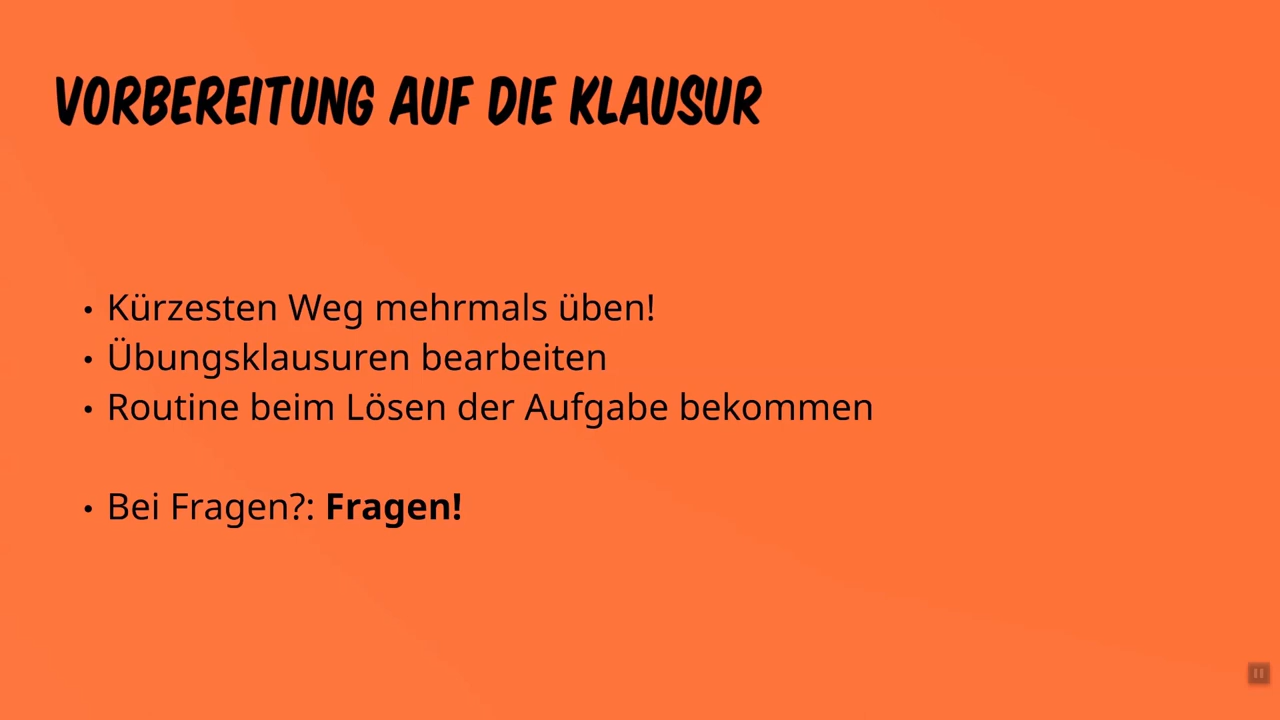 VORBEREITUNG AUF DIE KLAUSUR
• Kürzesten Weg mehrmals üben!
• Übungsklausuren bearbeiten
• Routine beim Lösen der Aufgabe bekommen
• Bei Fragen?: Fragen!